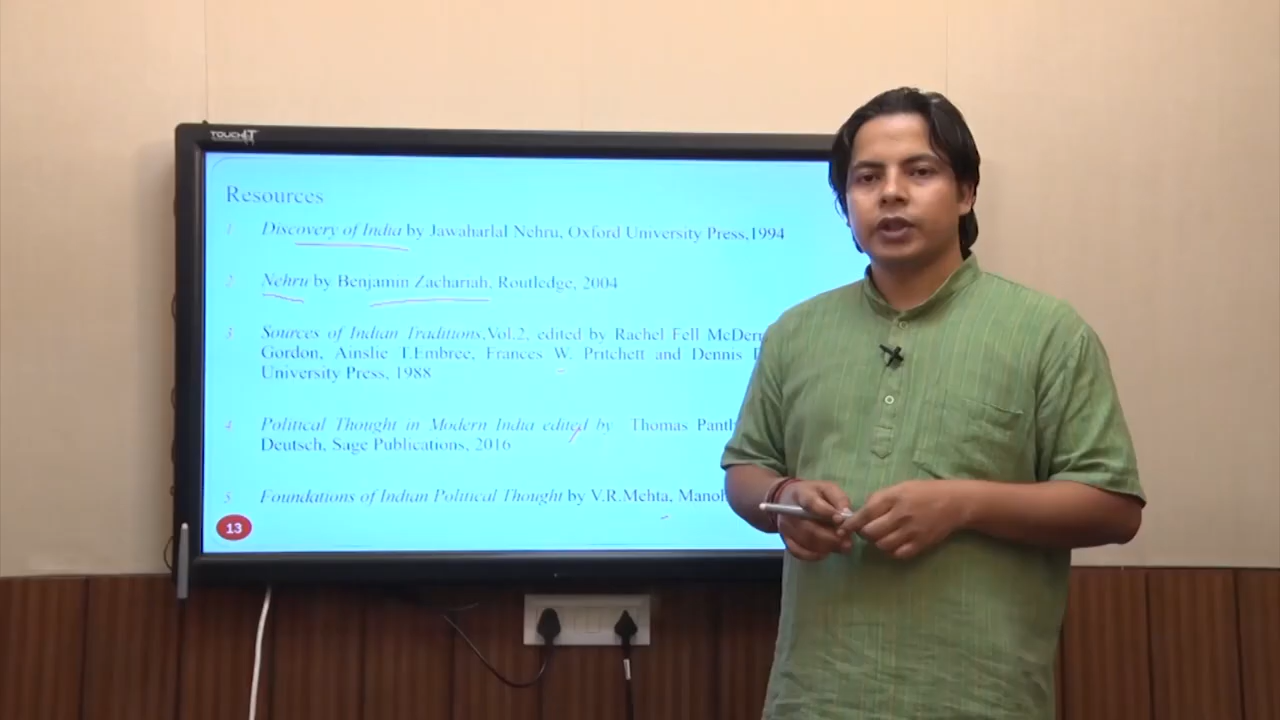 TOUCHIT
Resources
1. Discovery of India by Jawaharlal Nehru, Oxford University Press,1994
2. Nehru by Benjamin Zachariah, Routledge, 2004
3. Sources of Indian Traditions,Vol.2, edited by Rachel Fell
Gordon, Ainslie T.Embree, Frances W. Pritchett and Dennis
University Press, 1988
4. Political Thought in Modern India edited by Thomas
Deutsch, Sage Publications, 2016
5. Foundations of Indian Political Thought by V.R.Mehta,
13